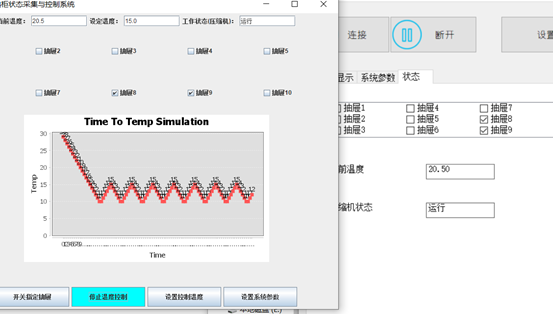 柜状态采集与控制系统
当前温度： 20.5 设定温度： 15.0 工作状态(压缩机)： 运行
抽屉2 抽屉3 抽屉4 抽屉5
抽屉7 抽屉8 抽屉9 抽屉10
Time To Temp Simulation
30
25
20
15
10
5
0
Temp
Time
开关指定抽屉 停止温度控制 设置控制温度 设置系统参数
连接 断开 设置
显示 系统参数 状态
抽屉1 抽屉4 抽屉7
抽屉2 抽屉5 抽屉8
抽屉3 抽屉6 抽屉9
前温度 20.50
缩机状态 运行
本地磁盘 (E:)